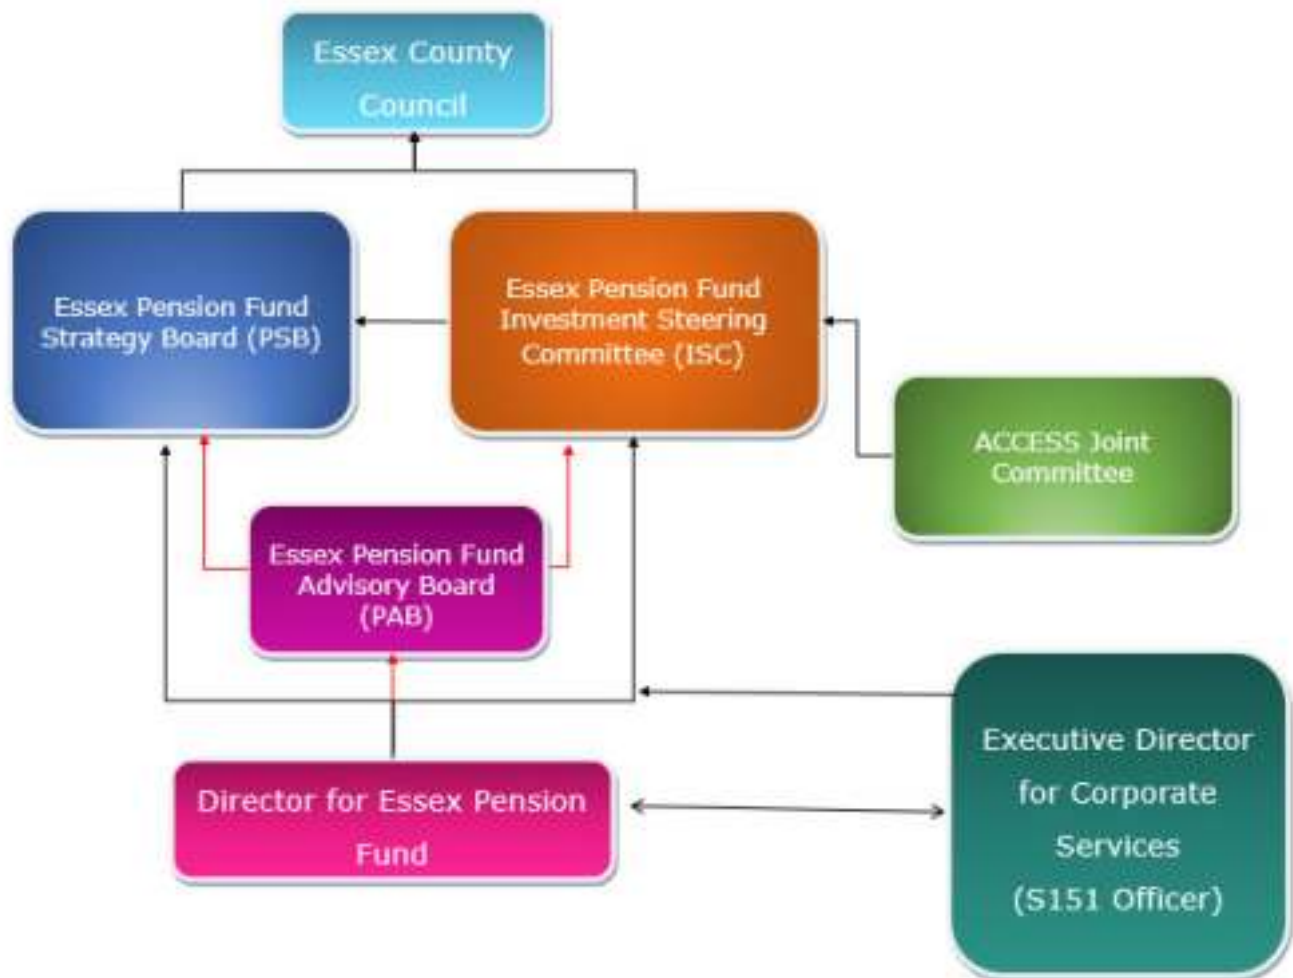 Essex County
Council
Essex Pension Fund
Strategy Board (PSB)
Essex Pension Fund
Investment Steering
Committee (ISC)
ACCESS Joint
Committee
Essex Pension Fund
Advisory Board
(PAB)
Director for Essex Pension
Fund
Executive Director
for Corporate
Services
(S151 Officer)